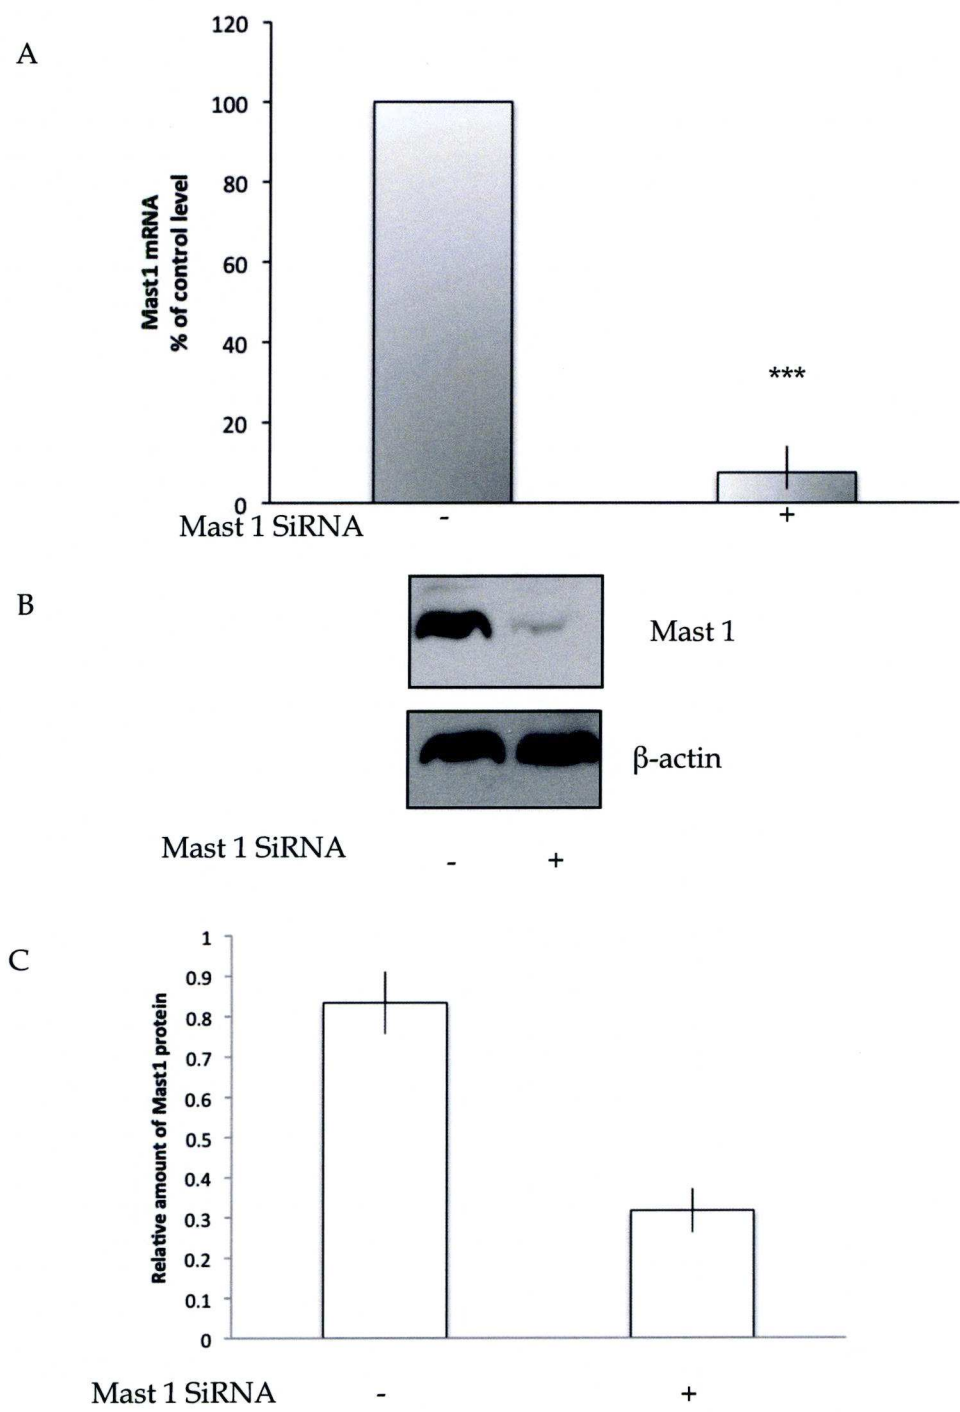 A
120
100
80
60
40
20
0
Mast1 mRNA
% of control level
***
Mast 1 SiRNA - +
B
Mast 1
β-actin
Mast 1 SiRNA - +
C
1
0.9
0.8
0.7
0.6
0.5
0.4
0.3
0.2
0.1
0
Relative amount of Mast1 protein
Mast 1 SiRNA - +